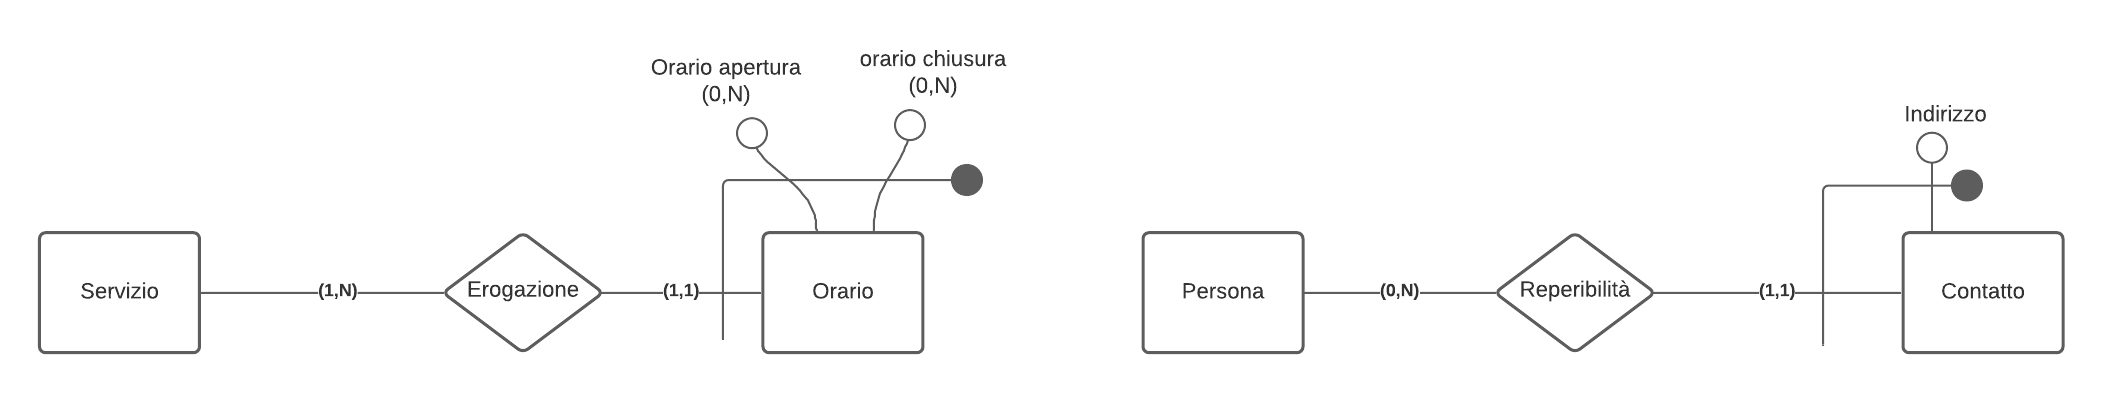 Orario apertura
(0,N)
orario chiusura
(0,N)
Servizio
(1,N)
Erogazione
(1,1)
Orario
Indirizzo
Persona
(0,N)
Reperibilità
(1,1)
Contatto